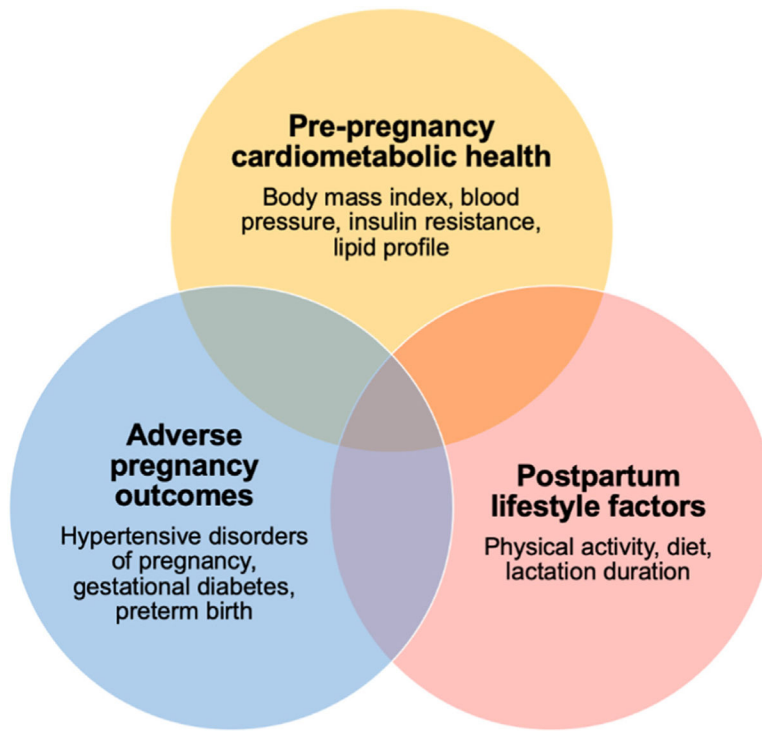 Pre-pregnancy
cardiometabolic health
Body mass index, blood
pressure, insulin resistance,
lipid profile
Adverse
pregnancy
outcomes
Hypertensive disorders
of pregnancy,
gestational diabetes,
preterm birth
Postpartum
lifestyle factors
Physical activity, diet,
lactation duration